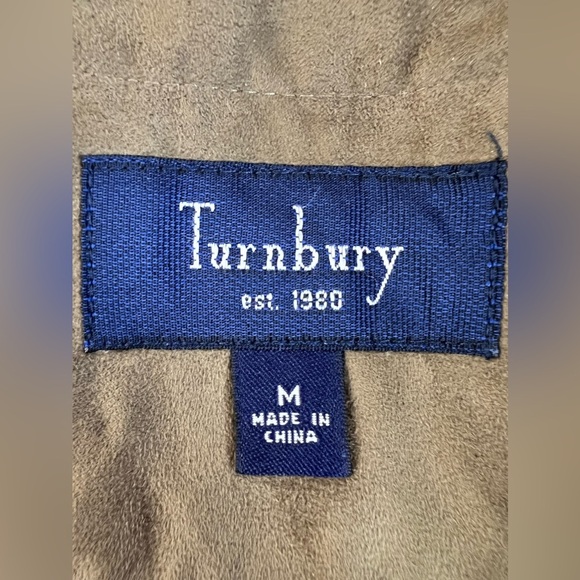 Turnbury
est. 1980
M
MADE IN
CHINA